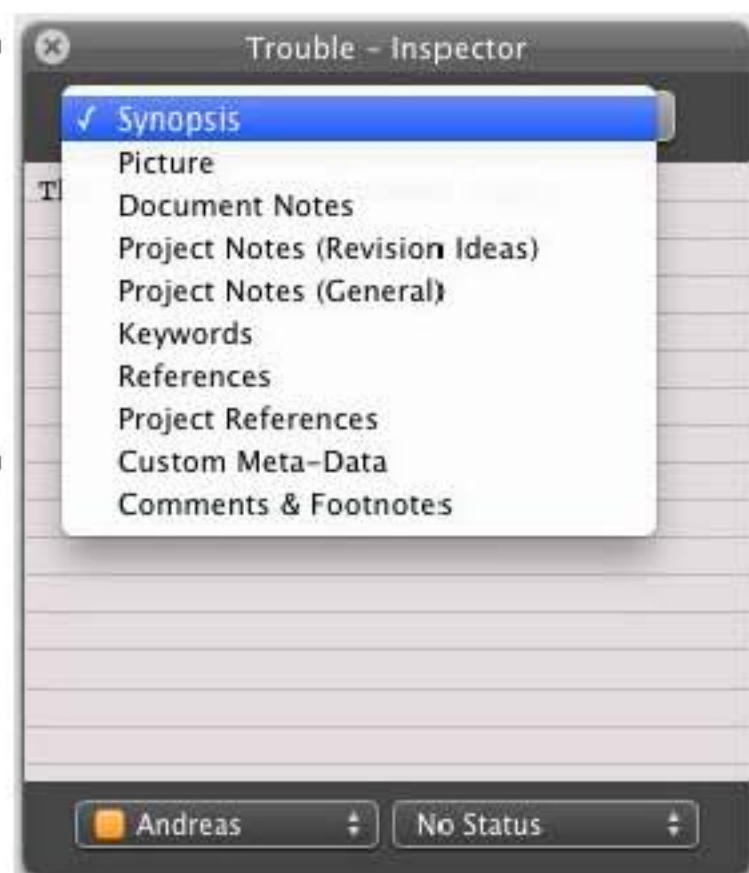 Trouble – Inspector
✓ Synopsis
Picture
Document Notes
Project Notes (Revision Ideas)
Project Notes (General)
Keywords
References
Project References
Custom Meta-Data
Comments & Footnotes
Andreas
No Status